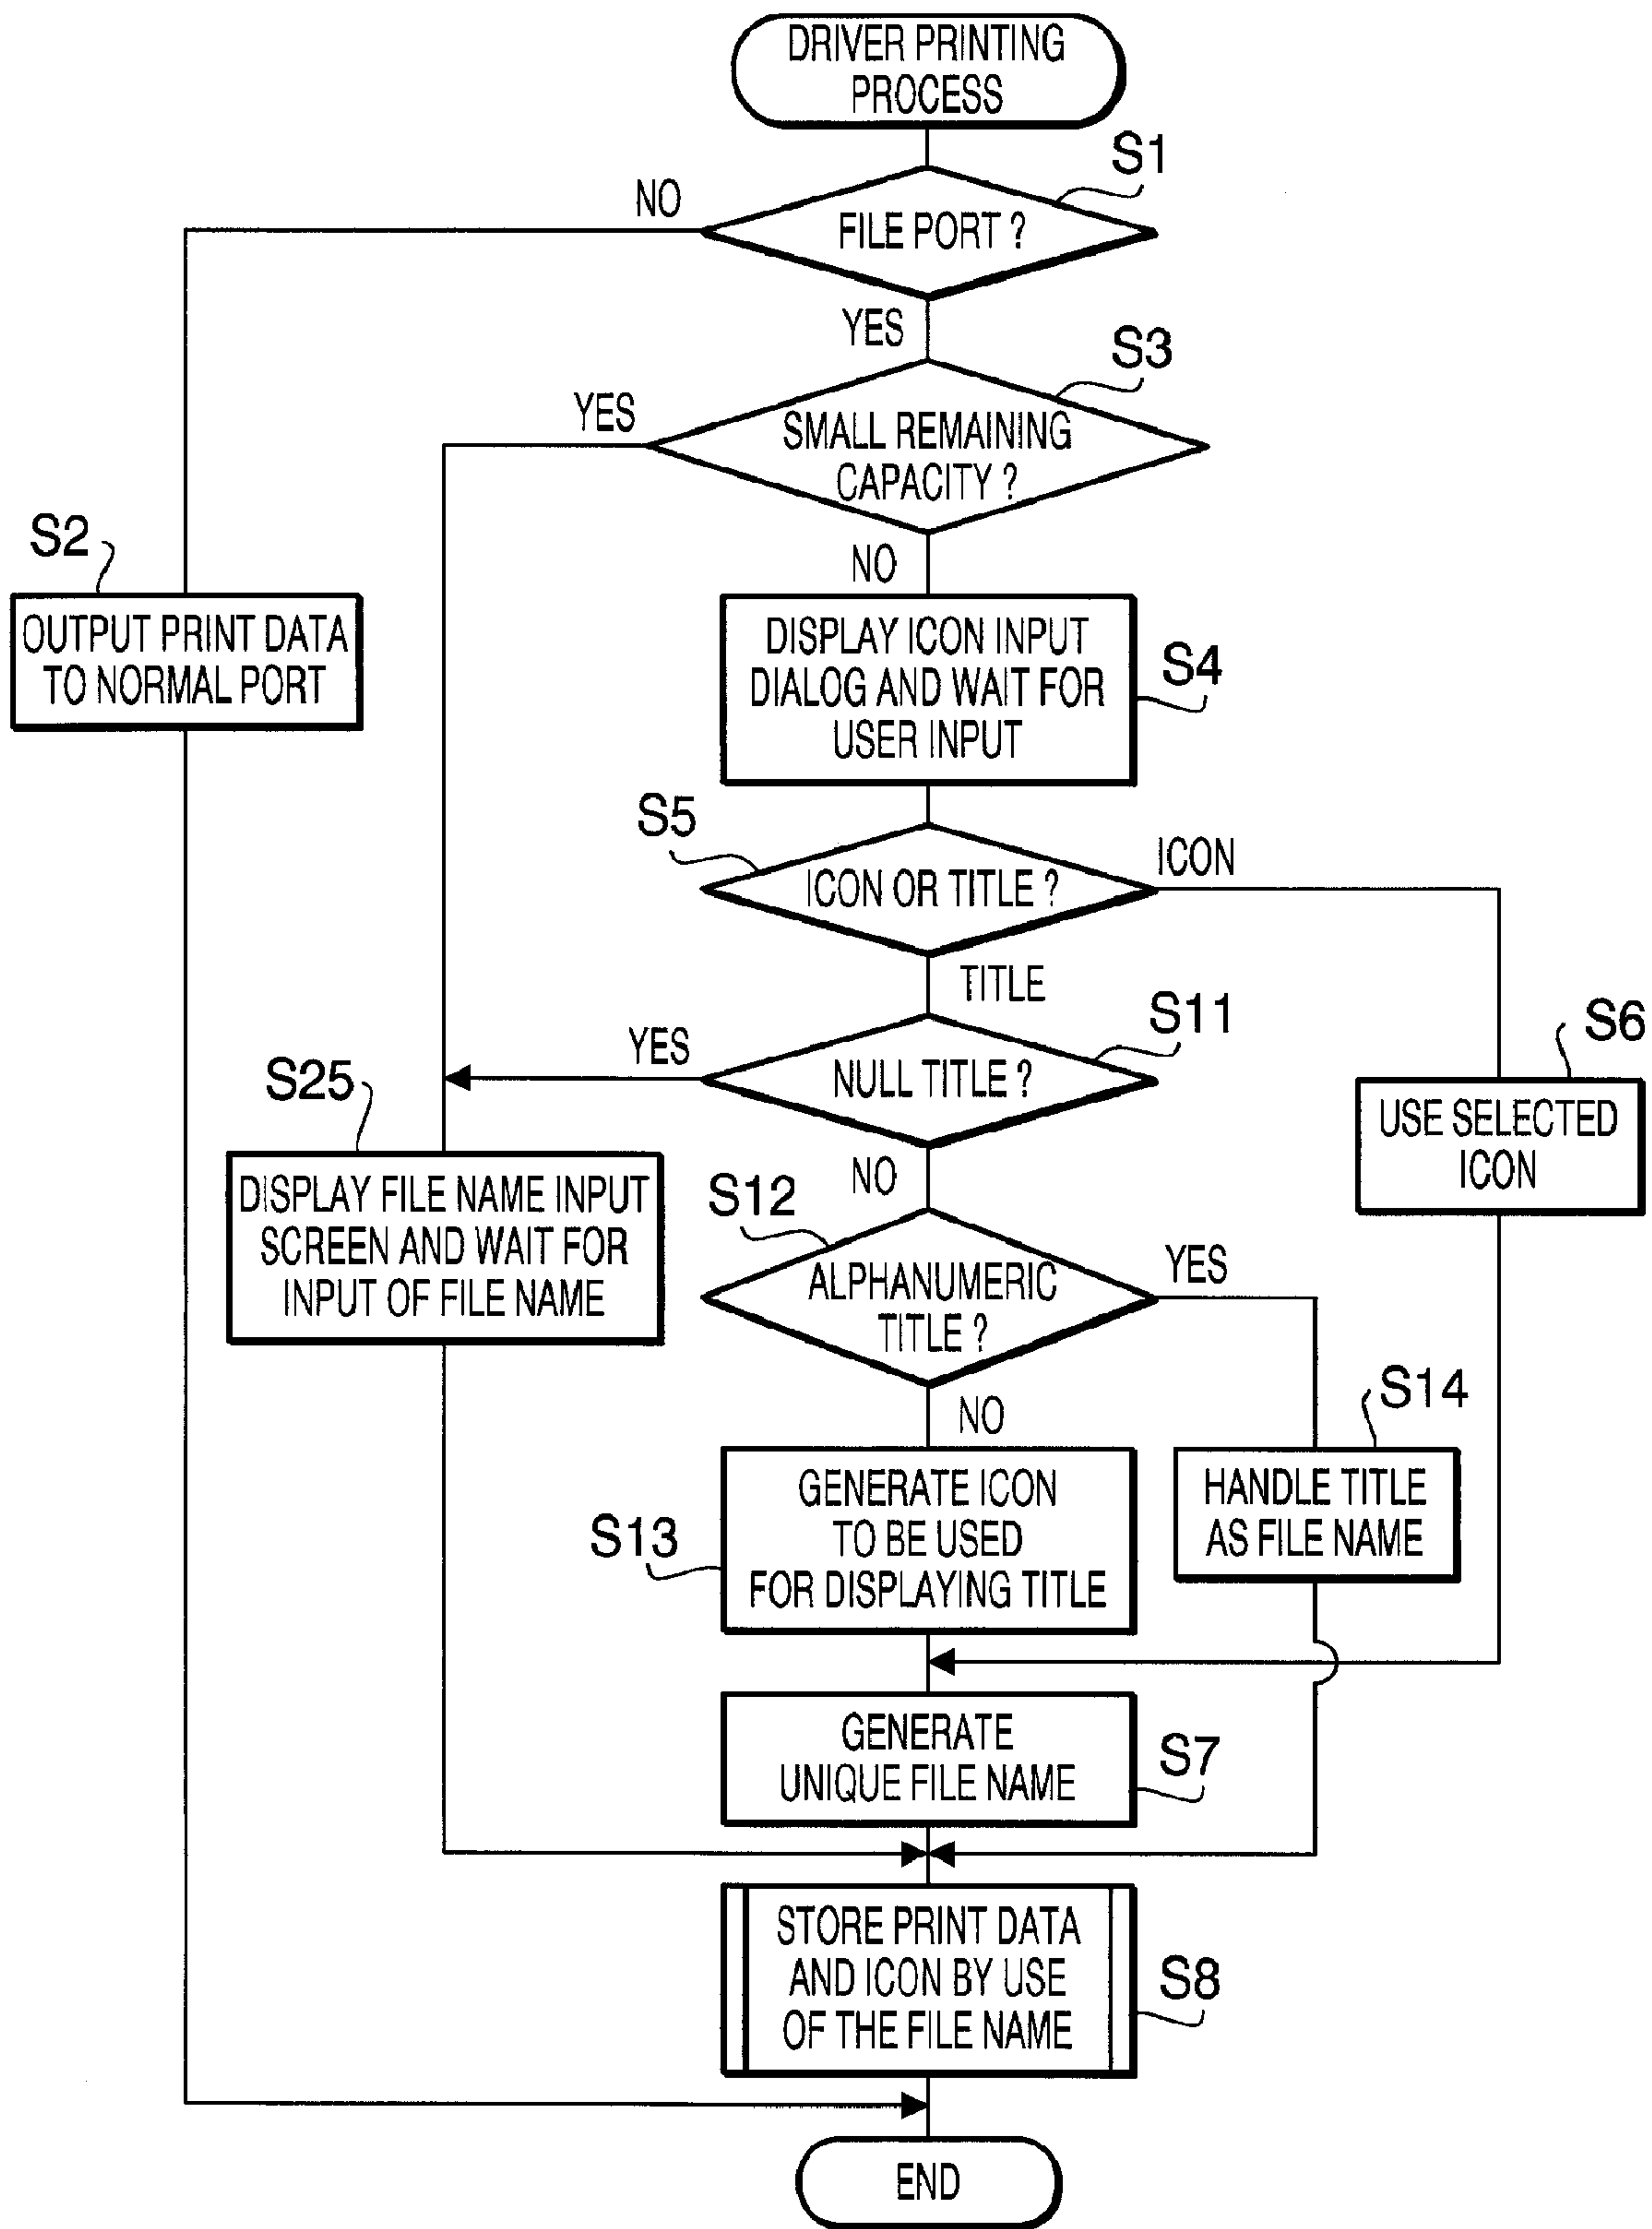 DRIVER PRINTING
PROCESS
S1
NO
FILE PORT ?
YES
S3
YES
SMALL REMAINING
CAPACITY ?
NO
S2
OUTPUT PRINT DATA
TO NORMAL PORT
DISPLAY ICON INPUT
DIALOG AND WAIT FOR
USER INPUT
S4
S5
ICON OR TITLE ?
ICON
TITLE
S11
YES
NULL TITLE ?
S6
USE SELECTED
ICON
S25
NO
DISPLAY FILE NAME INPUT
SCREEN AND WAIT FOR
INPUT OF FILE NAME
S12
ALPHANUMERIC
TITLE ?
YES
NO
S14
HANDLE TITLE
AS FILE NAME
S13
GENERATE ICON
TO BE USED
FOR DISPLAYING TITLE
GENERATE
UNIQUE FILE NAME
S7
STORE PRINT DATA
AND ICON BY USE
OF THE FILE NAME
S8
END